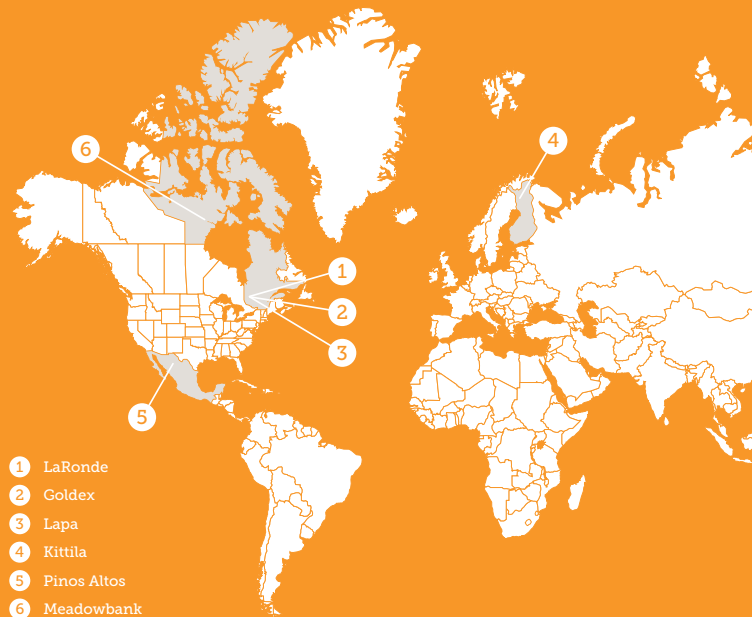 6
4
1
2
3
5
1 LaRonde
2 Goldex
3 Lapa
4 Kittila
5 Pinos Altos
6 Meadowbank